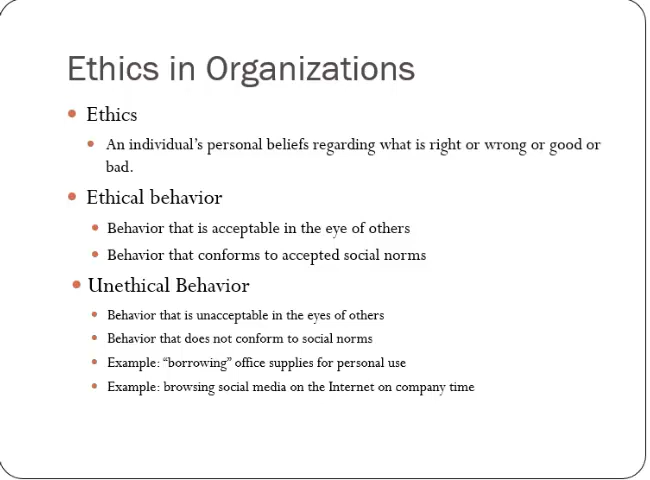 Ethics in Organizations
Ethics
An individual’s personal beliefs regarding what is right or wrong or good or
bad.
Ethical behavior
Behavior that is acceptable in the eye of others
Behavior that conforms to accepted social norms
Unethical Behavior
Behavior that is unacceptable in the eyes of others
Behavior that does not conform to social norms
Example: “borrowing” office supplies for personal use
Example: browsing social media on the Internet on company time